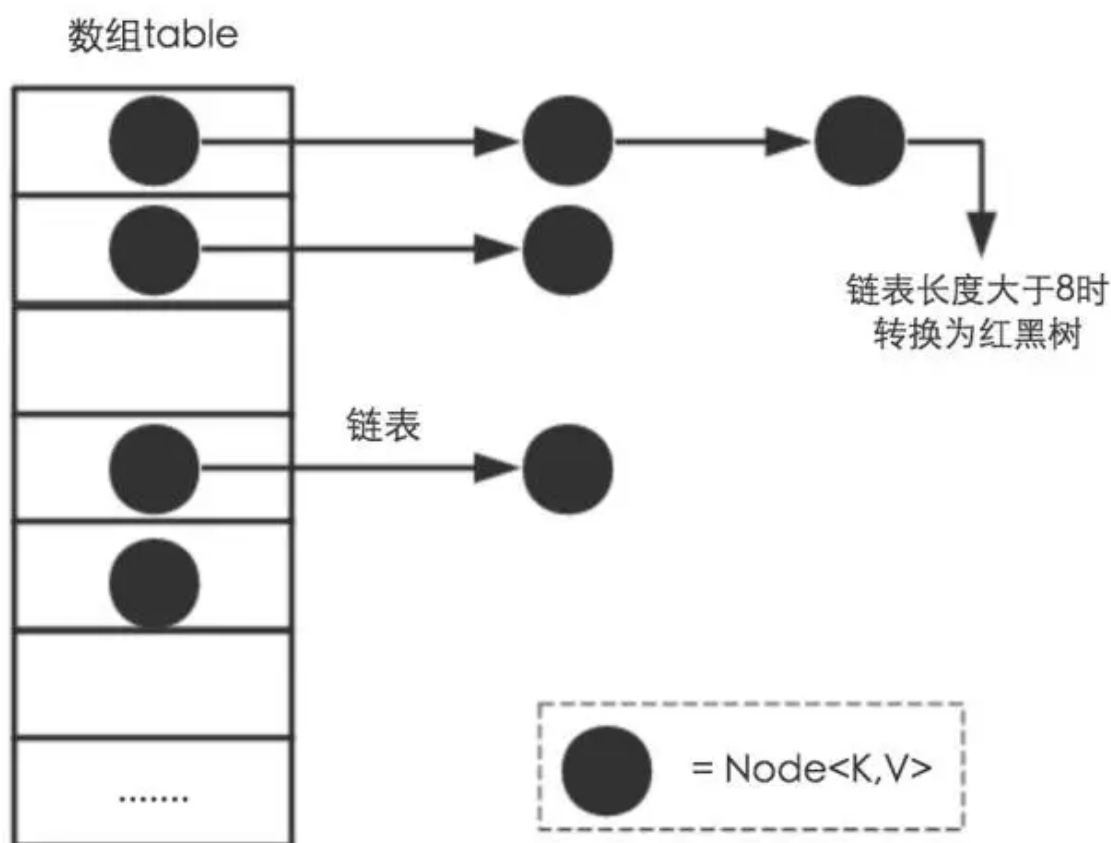 数组table
链表长度大于8时
转换为红黑树
链表
= Node<K,V>
.......